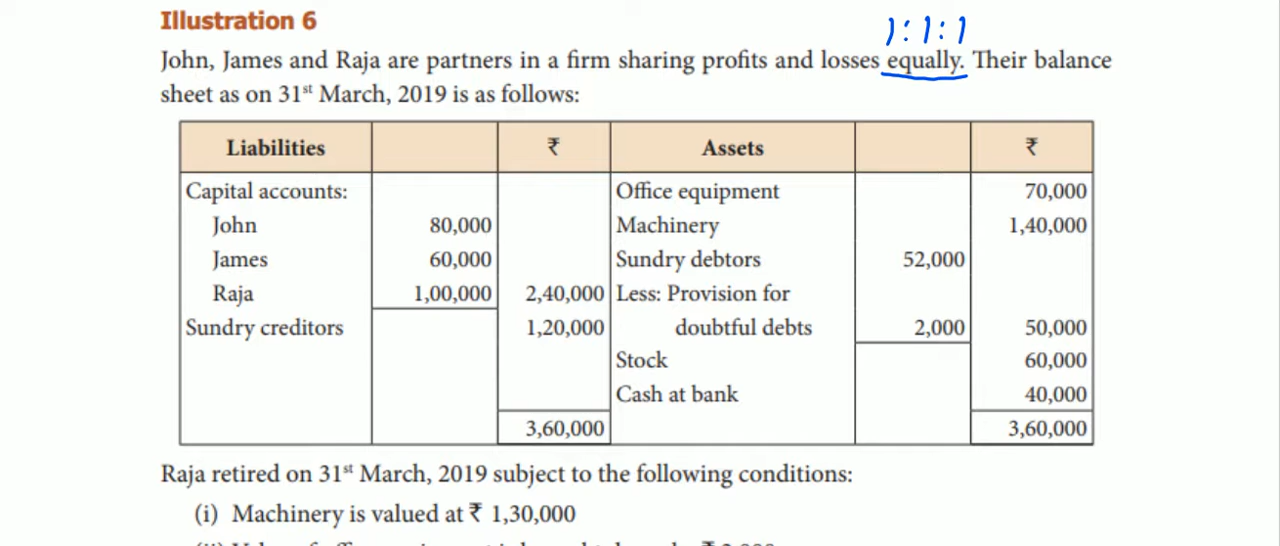 Illustration 6
1:1:1
John, James and Raja are partners in a firm sharing profits and losses equally. Their balance
sheet as on 31st March, 2019 is as follows:
Liabilities ₹ Assets ₹
Capital accounts: Office equipment 70,000
John 80,000 Machinery 1,40,000
James 60,000 Sundry debtors 52,000
Raja 1,00,000 2,40,000 Less: Provision for
Sundry creditors 1,20,000 doubtful debts 2,000 50,000
Stock 60,000
Cash at bank 40,000
3,60,000 3,60,000
Raja retired on 31st March, 2019 subject to the following conditions:
(i) Machinery is valued at ₹ 1,30,000